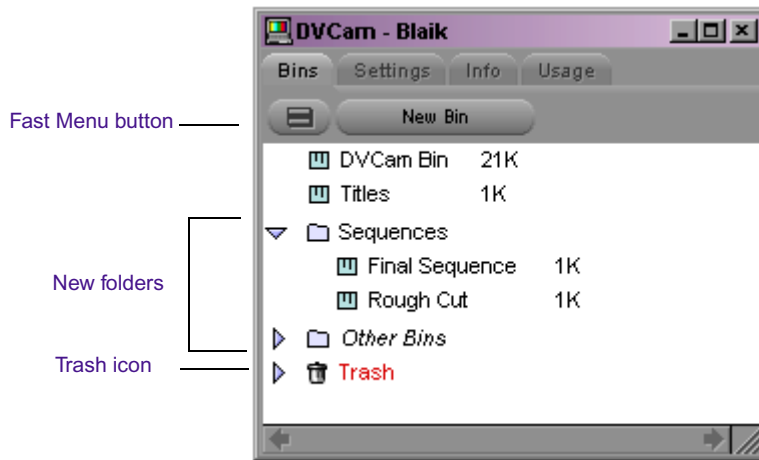 DVCam - Blaik
Bins Settings Info Usage
Fast Menu button
New Bin
DVCam Bin 21K
Titles 1K
Sequences
Final Sequence 1K
New folders
Rough Cut 1K
Other Bins
Trash icon
Trash